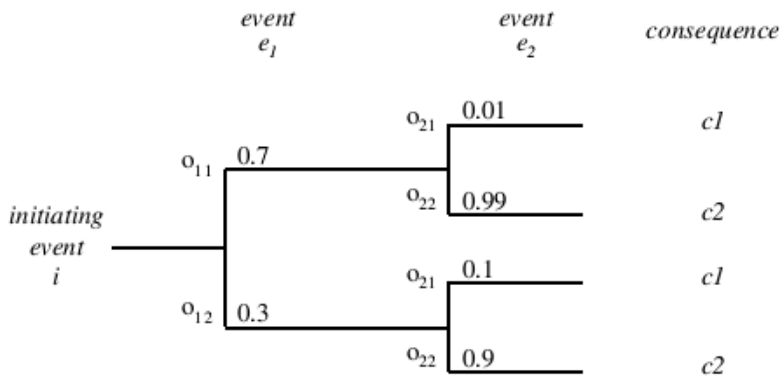 event event consequence
e1 e2
o21 0.01 c1
o11 0.7
o22 0.99 c2
initiating
event
i
o21 0.1 c1
o12 0.3
o22 0.9 c2